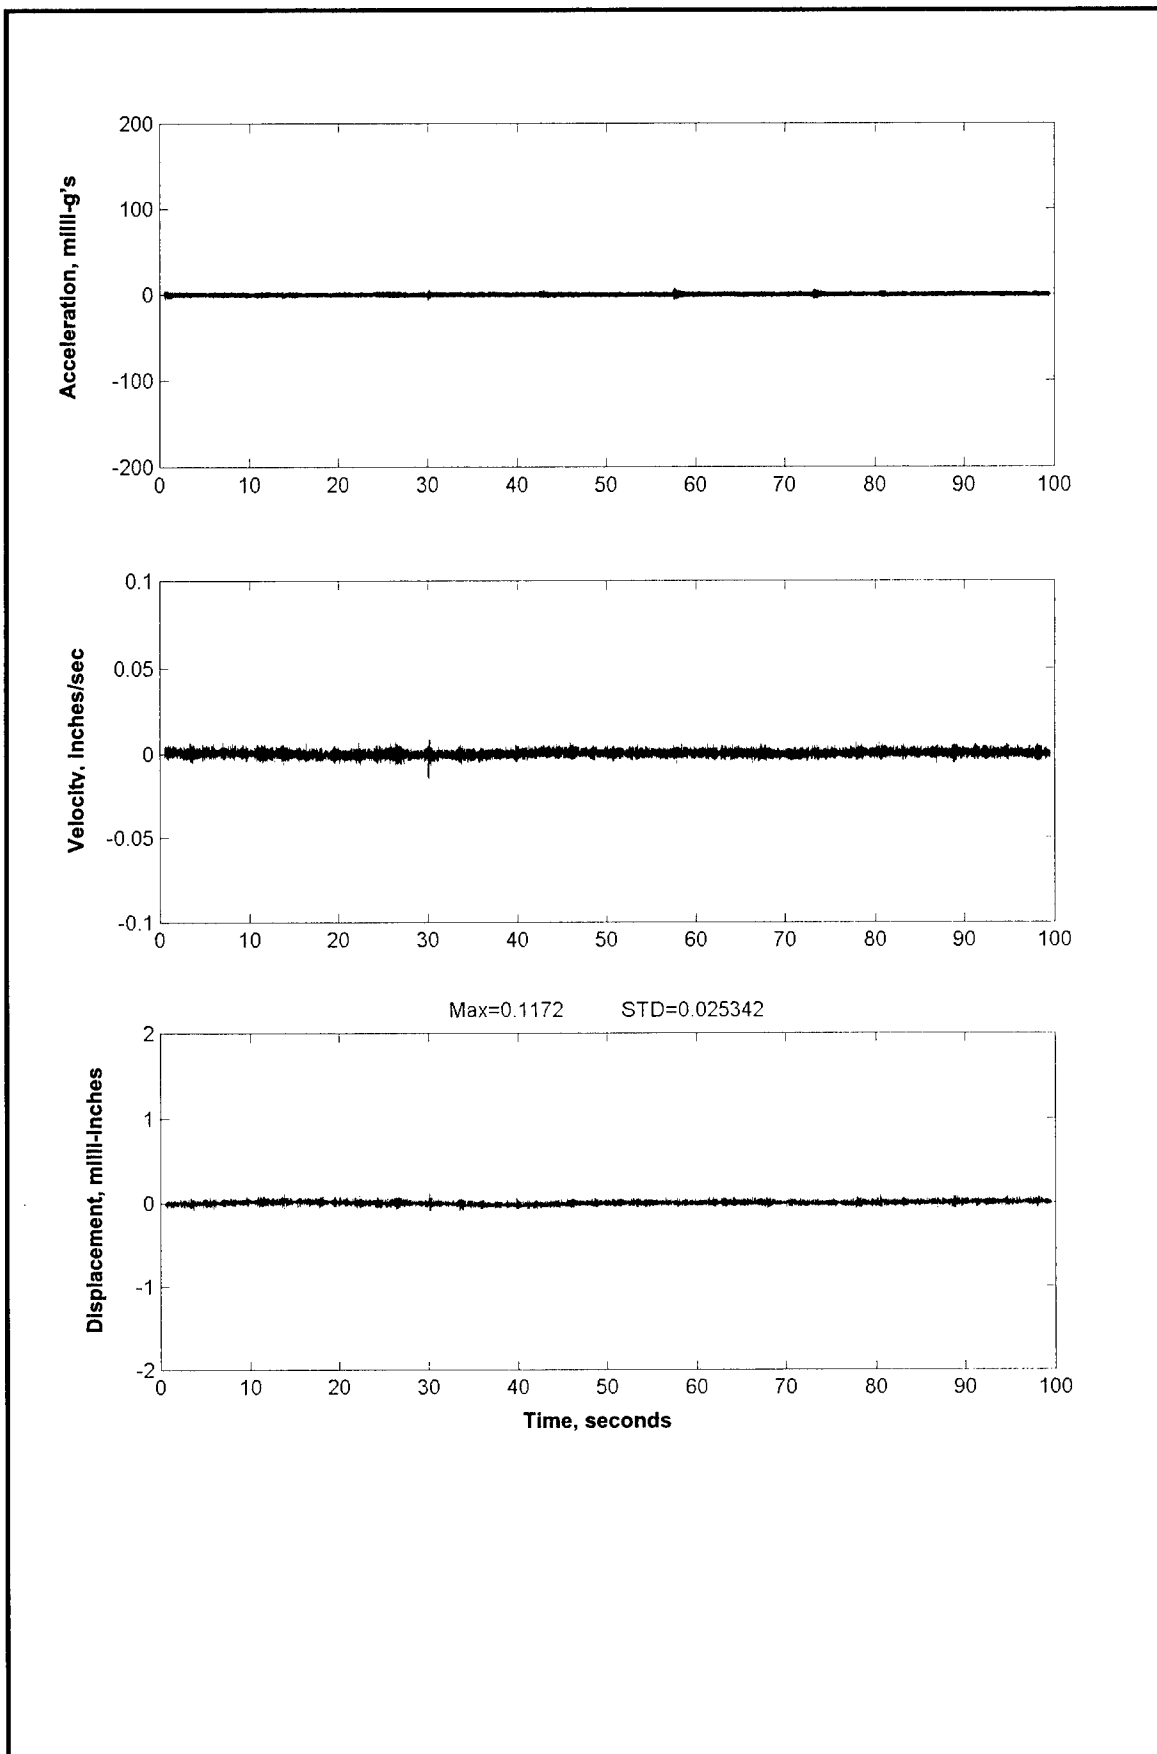 200
100
0
-100
-200
Acceleration, milli-g's
0 10 20 30 40 50 60 70 80 90 100
0.1
0.05
0
-0.05
-0.1
Velocity, Inches/sec
0 10 20 30 40 50 60 70 80 90 100
Max=0.1172 STD=0.025342
2
1
0
-1
-2
Displacement, milli-Inches
0 10 20 30 40 50 60 70 80 90 100
Time, seconds